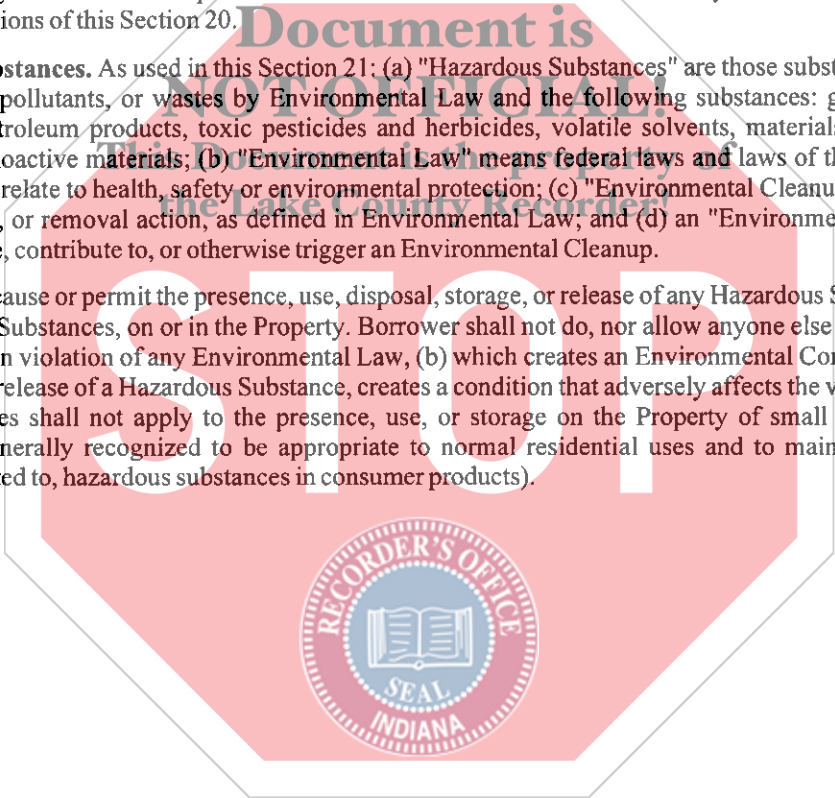 ions of this Section 20.
Document is
stances. As used in this Section 21: (a) "Hazardous Substances" are those subst
NOT OFFICIAL!
pollutants, or wastes by Environmental Law and the following substances: g
troleum products, toxic pesticides and herbicides, volatile solvents, materials
This Document is the property of
ioactive materials; (b) "Environmental Law" means federal laws and laws of th
relate to health, safety or environmental protection; (c) "Environmental Cleanu
the Lake County Recorder!
, or removal action, as defined in Environmental Law; and (d) an "Environme
, contribute to, or otherwise trigger an Environmental Cleanup.
ause or permit the presence, use, disposal, storage, or release of any Hazardous S
Substances, on or in the Property. Borrower shall not do, nor allow anyone else
n violation of any Environmental Law, (b) which creates an Environmental Con
release of a Hazardous Substance, creates a condition that adversely affects the v
es shall not apply to the presence, use, or storage on the Property of small
nerally recognized to be appropriate to normal residential uses and to main
ed to, hazardous substances in consumer products).
STOP
RECORDER'S OFFICE
SEAL
INDIANA